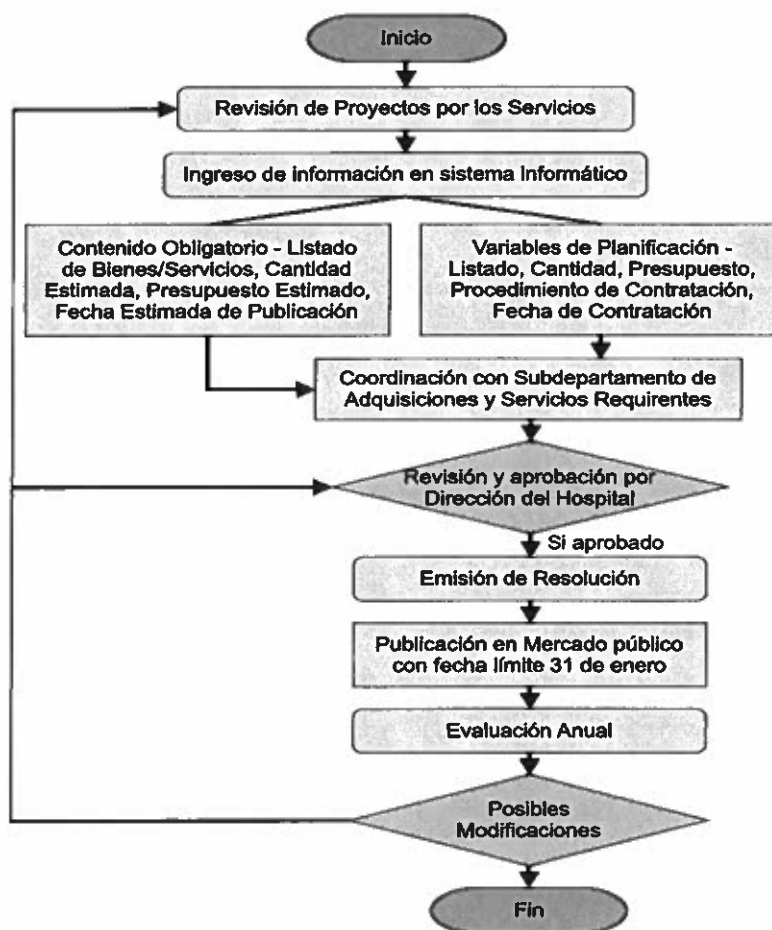 Inicio
Revisión de Proyectos por los Servicios
Ingreso de información en sistema Informático
Contenido Obligatorio - Listado
de Bienes/Servicios, Cantidad
Estimada, Presupuesto Estimado,
Fecha Estimada de Publicación
Variables de Planificación -
Listado, Cantidad, Presupuesto,
Procedimiento de Contratación,
Fecha de Contratación
Coordinación con Subdepartamento de
Adquisiciones y Servicios Requirentes
Revisión y aprobación por
Dirección del Hospital
Si aprobado
Emisión de Resolución
Publicación en Mercado público
con fecha límite 31 de enero
Evaluación Anual
Posibles
Modificaciones
Fin